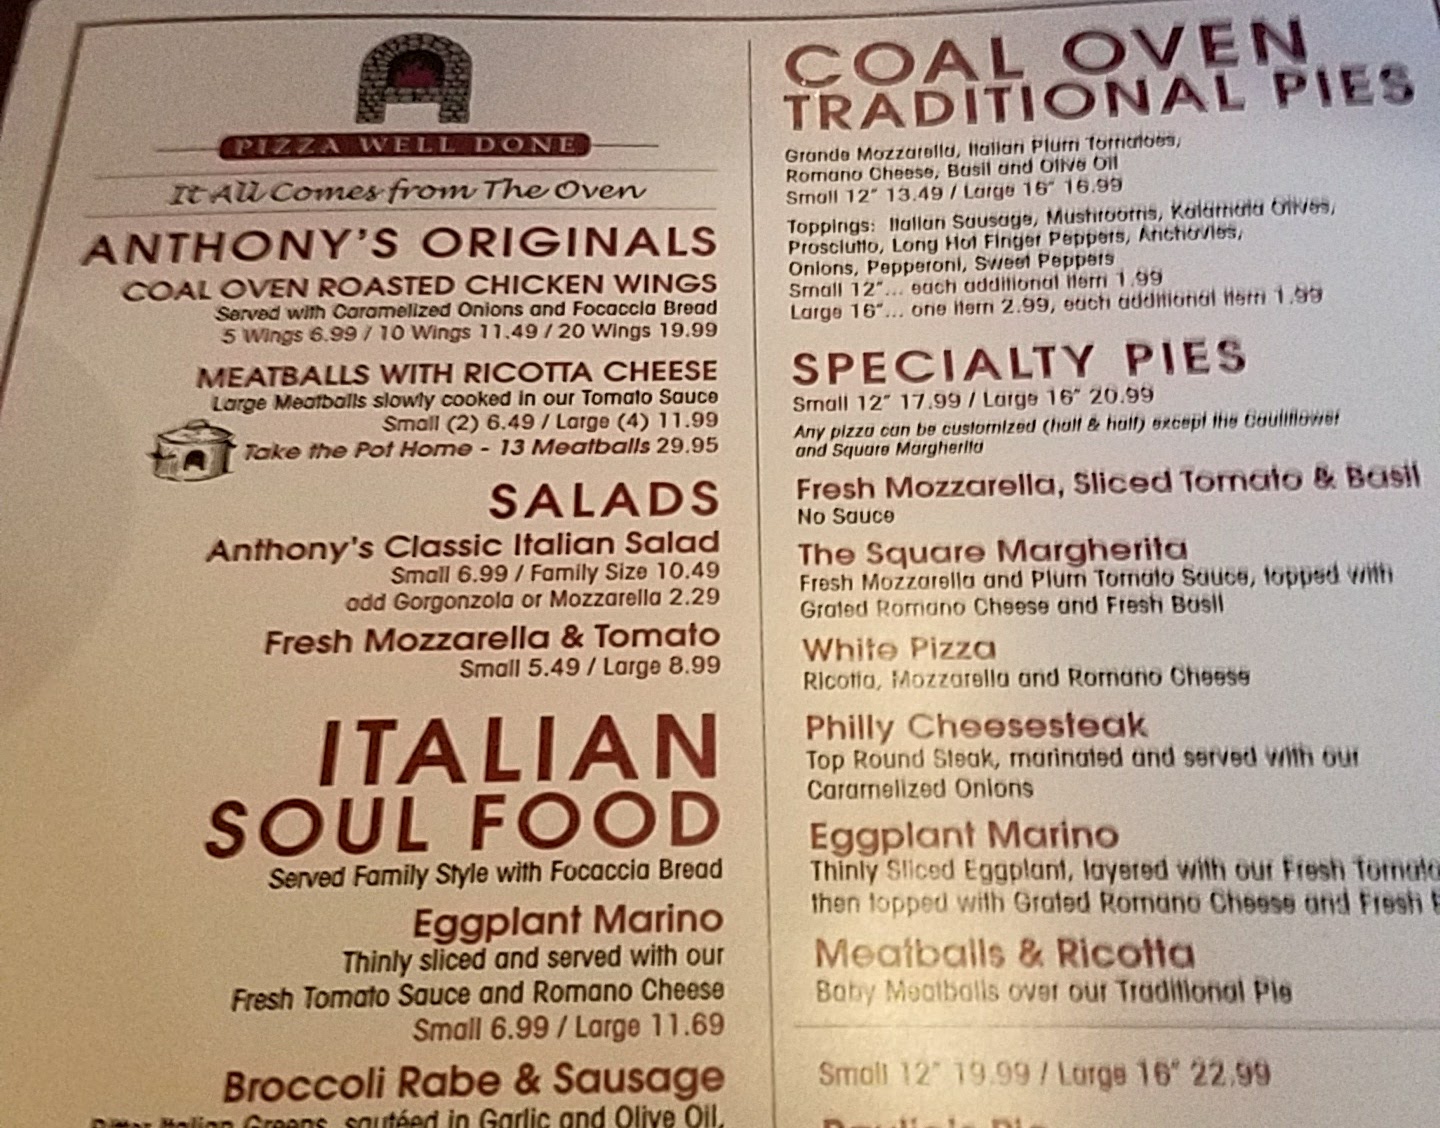 PIZZA WELL DONE
It All Comes from The Oven
ANTHONY'S ORIGINALS
COAL OVEN ROASTED CHICKEN WINGS
Served with Caramelized Onions and Focaccia Bread
5 Wings 6.99 / 10 Wings 11.49 / 20 Wings 19.99
MEATBALLS WITH RICOTTA CHEESE
Large Meatballs slowly cooked in our Tomato Sauce
Small (2) 6.49 / Large (4) 11.99
Take the Pot Home - 13 Meatballs 29.95
SALADS
Anthony's Classic Italian Salad
Small 6.99 / Family Size 10.49
add Gorgonzola or Mozzarella 2.29
Fresh Mozzarella & Tomato
Small 5.49 / Large 8.99
ITALIAN
SOUL FOOD
Served Family Style with Focaccia Bread
Eggplant Marino
Thinly sliced and served with our
Fresh Tomato Sauce and Romano Cheese
Small 6.99 / Large 11.69
Broccoli Rabe & Sausage
Italian Greens, sautéed in Garlic and Olive Oil,
COAL OVEN
TRADITIONAL PIES
Grande Mozzarella, Italian Plum Tomatoes,
Romano Cheese, Basil and Olive Oil
Small 12" 13.49 / Large 16" 16.99
Toppings: Italian Sausage, Mushrooms, Kalamata Olives,
Prosciutto, Long Hot Finger Peppers, Anchovies,
Onions, Pepperoni, Sweet Peppers
Small 12"... each additional item 1.99
Large 16"... one item 2.99, each additional item 1.99
SPECIALTY PIES
Small 12" 17.99 / Large 16" 20.99
Any pizza can be customized (half & half) except the Cauliflower
and Square Margherita
Fresh Mozzarella, Sliced Tomato & Basil
No Sauce
The Square Margherita
Fresh Mozzarella and Plum Tomato Sauce, topped with
Grated Romano Cheese and Fresh Basil
White Pizza
Ricotta, Mozzarella and Romano Cheese
Philly Cheesesteak
Top Round Steak, marinated and served with our
Caramelized Onions
Eggplant Marino
Thinly Sliced Eggplant, layered with our Fresh Tomato
then topped with Grated Romano Cheese and Fresh
Meatballs & Ricotta
Baby Meatballs over our Traditional Pie
Small 12" 19.99 / Large 16" 22.99